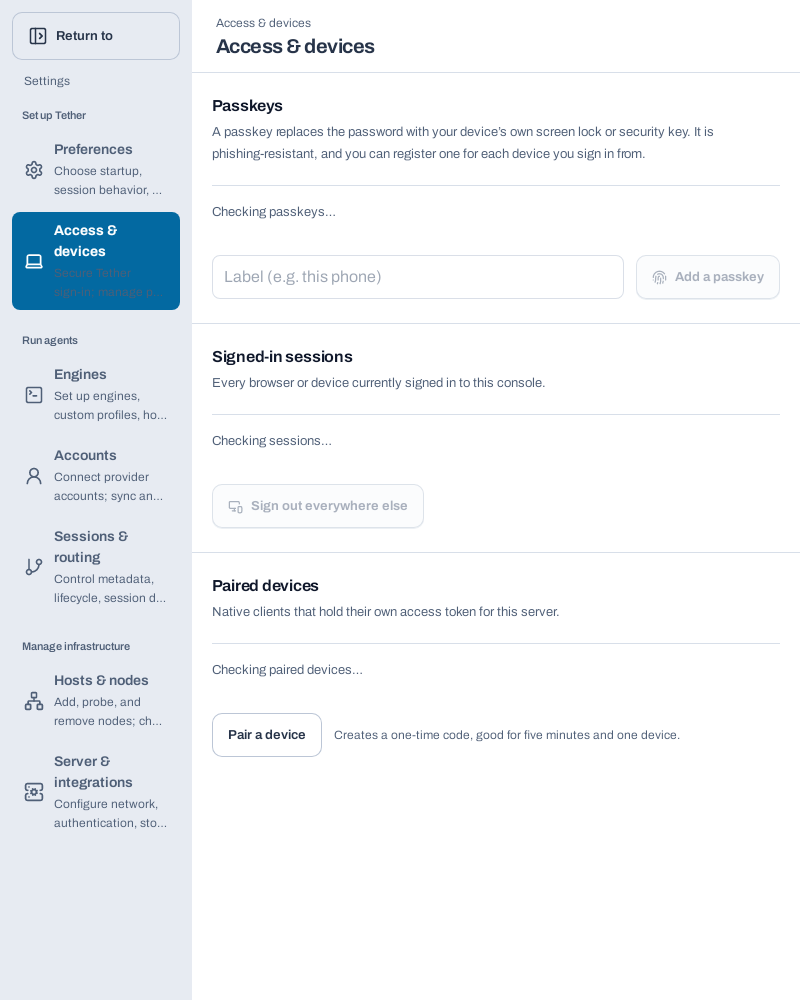 Return to
Settings
Set up Tether
Preferences
Choose startup,
session behavior, ...
Access &
devices
Secure Tether
sign-in; manage p...
Run agents
Engines
Set up engines,
custom profiles, ho...
Accounts
Connect provider
accounts; sync an...
Sessions &
routing
Control metadata,
lifecycle, session d...
Manage infrastructure
Hosts & nodes
Add, probe, and
remove nodes; ch...
Server &
integrations
Configure network,
authentication, sto...
Access & devices
Access & devices
Passkeys
A passkey replaces the password with your device's own screen lock or security key. It is
phishing-resistant, and you can register one for each device you sign in from.
Checking passkeys...
Label (e.g. this phone)
Add a passkey
Signed-in sessions
Every browser or device currently signed in to this console.
Checking sessions...
Sign out everywhere else
Paired devices
Native clients that hold their own access token for this server.
Checking paired devices...
Pair a device
Creates a one-time code, good for five minutes and one device.